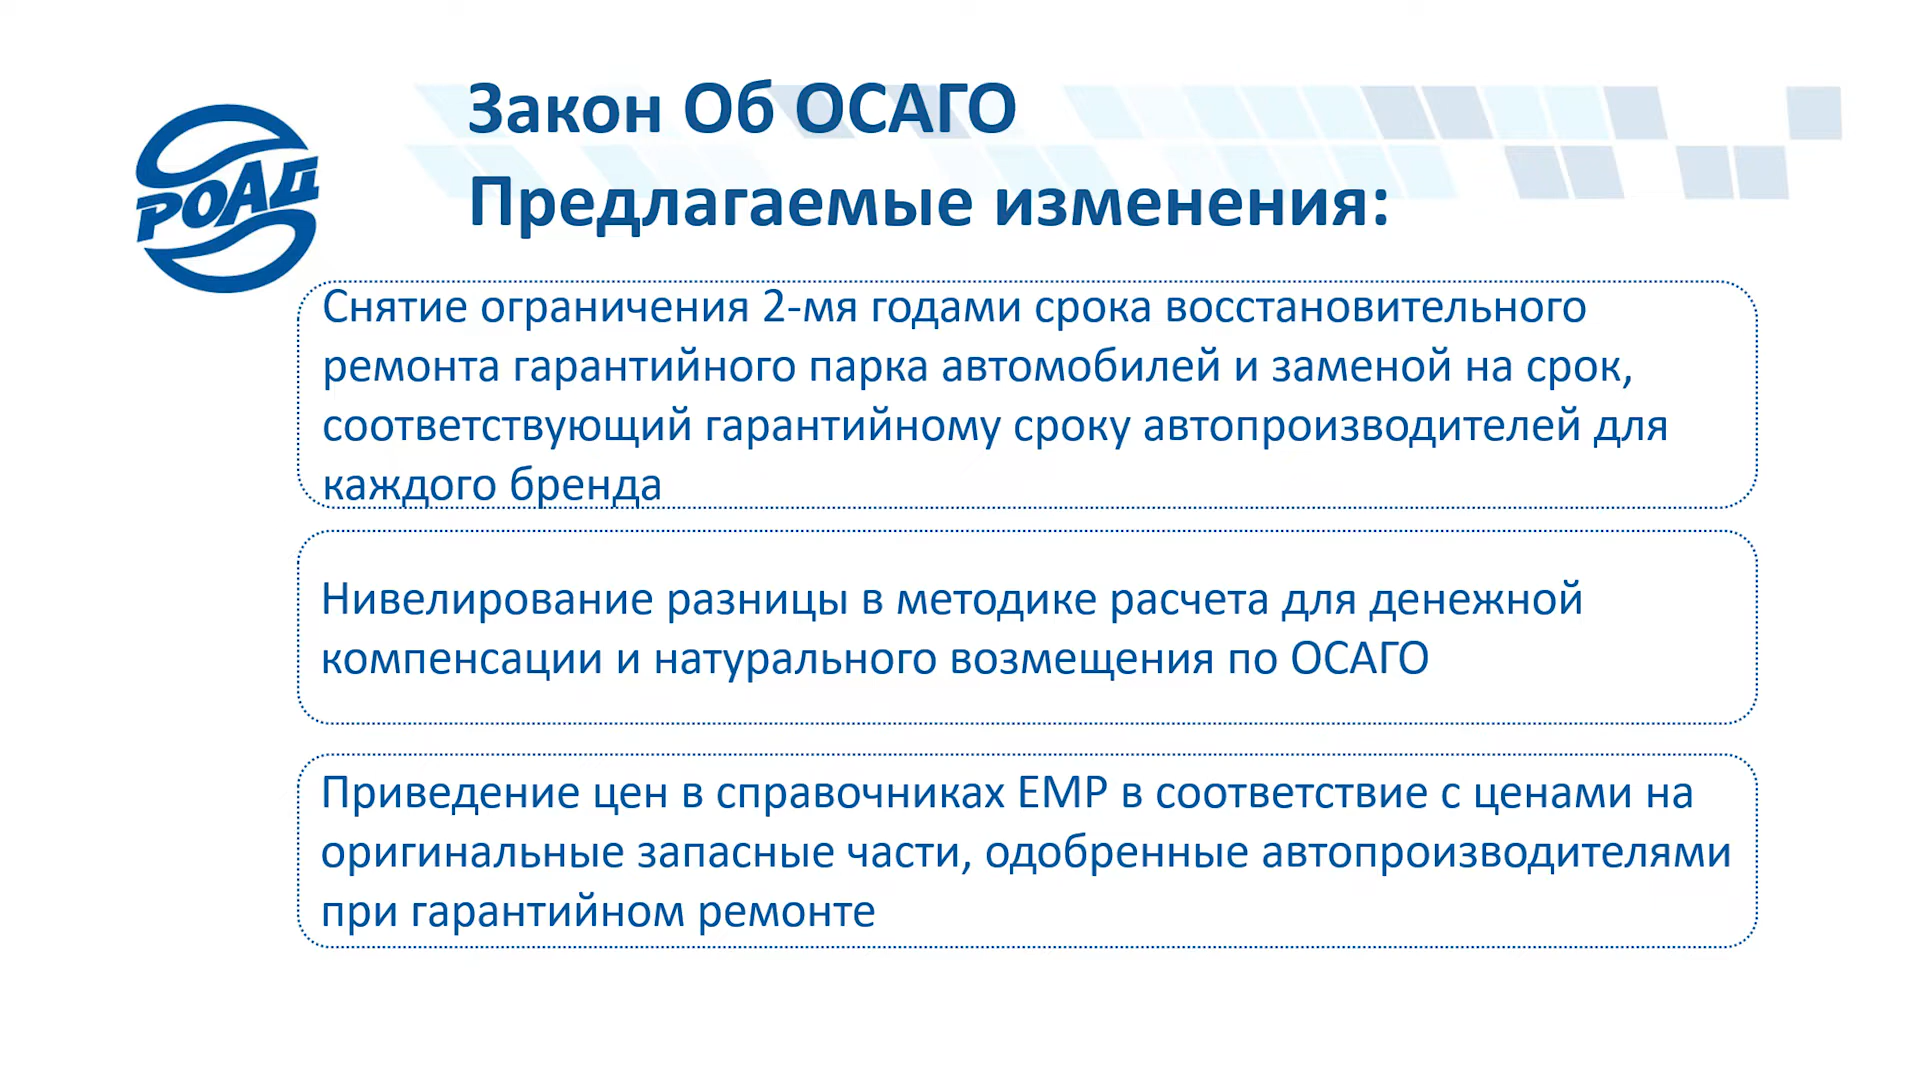 РОАД
Закон Об ОСАГО
Предлагаемые изменения:
Снятие ограничения 2-мя годами срока восстановительного
ремонта гарантийного парка автомобилей и заменой на срок,
соответствующий гарантийному сроку автопроизводителей для
каждого бренда
Нивелирование разницы в методике расчета для денежной
компенсации и натурального возмещения по ОСАГО
Приведение цен в справочниках ЕМР в соответствие с ценами на
оригинальные запасные части, одобренные автопроизводителями
при гарантийном ремонте